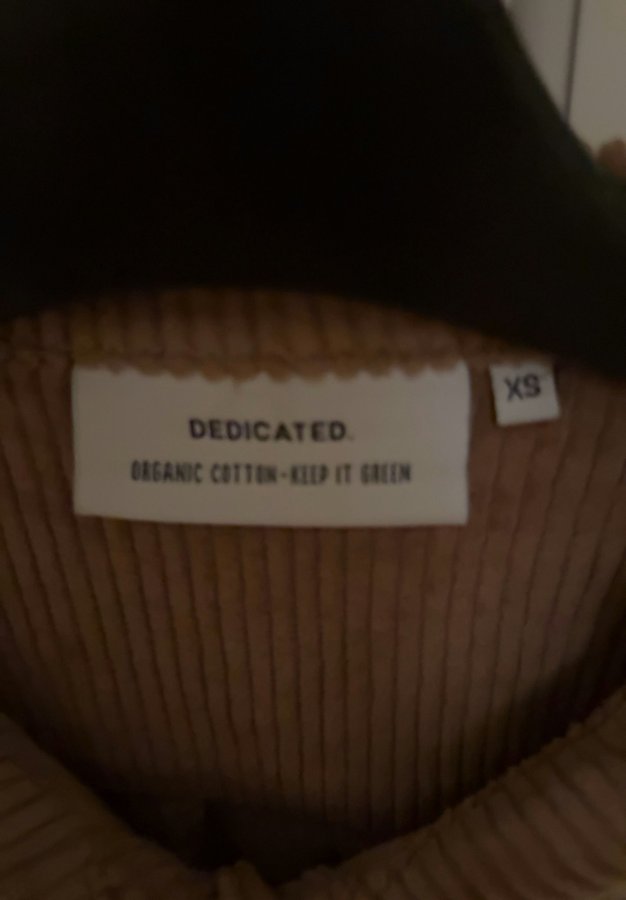 DEDICATED.
ORGANIC COTTON-KEEP IT GREEN
XS